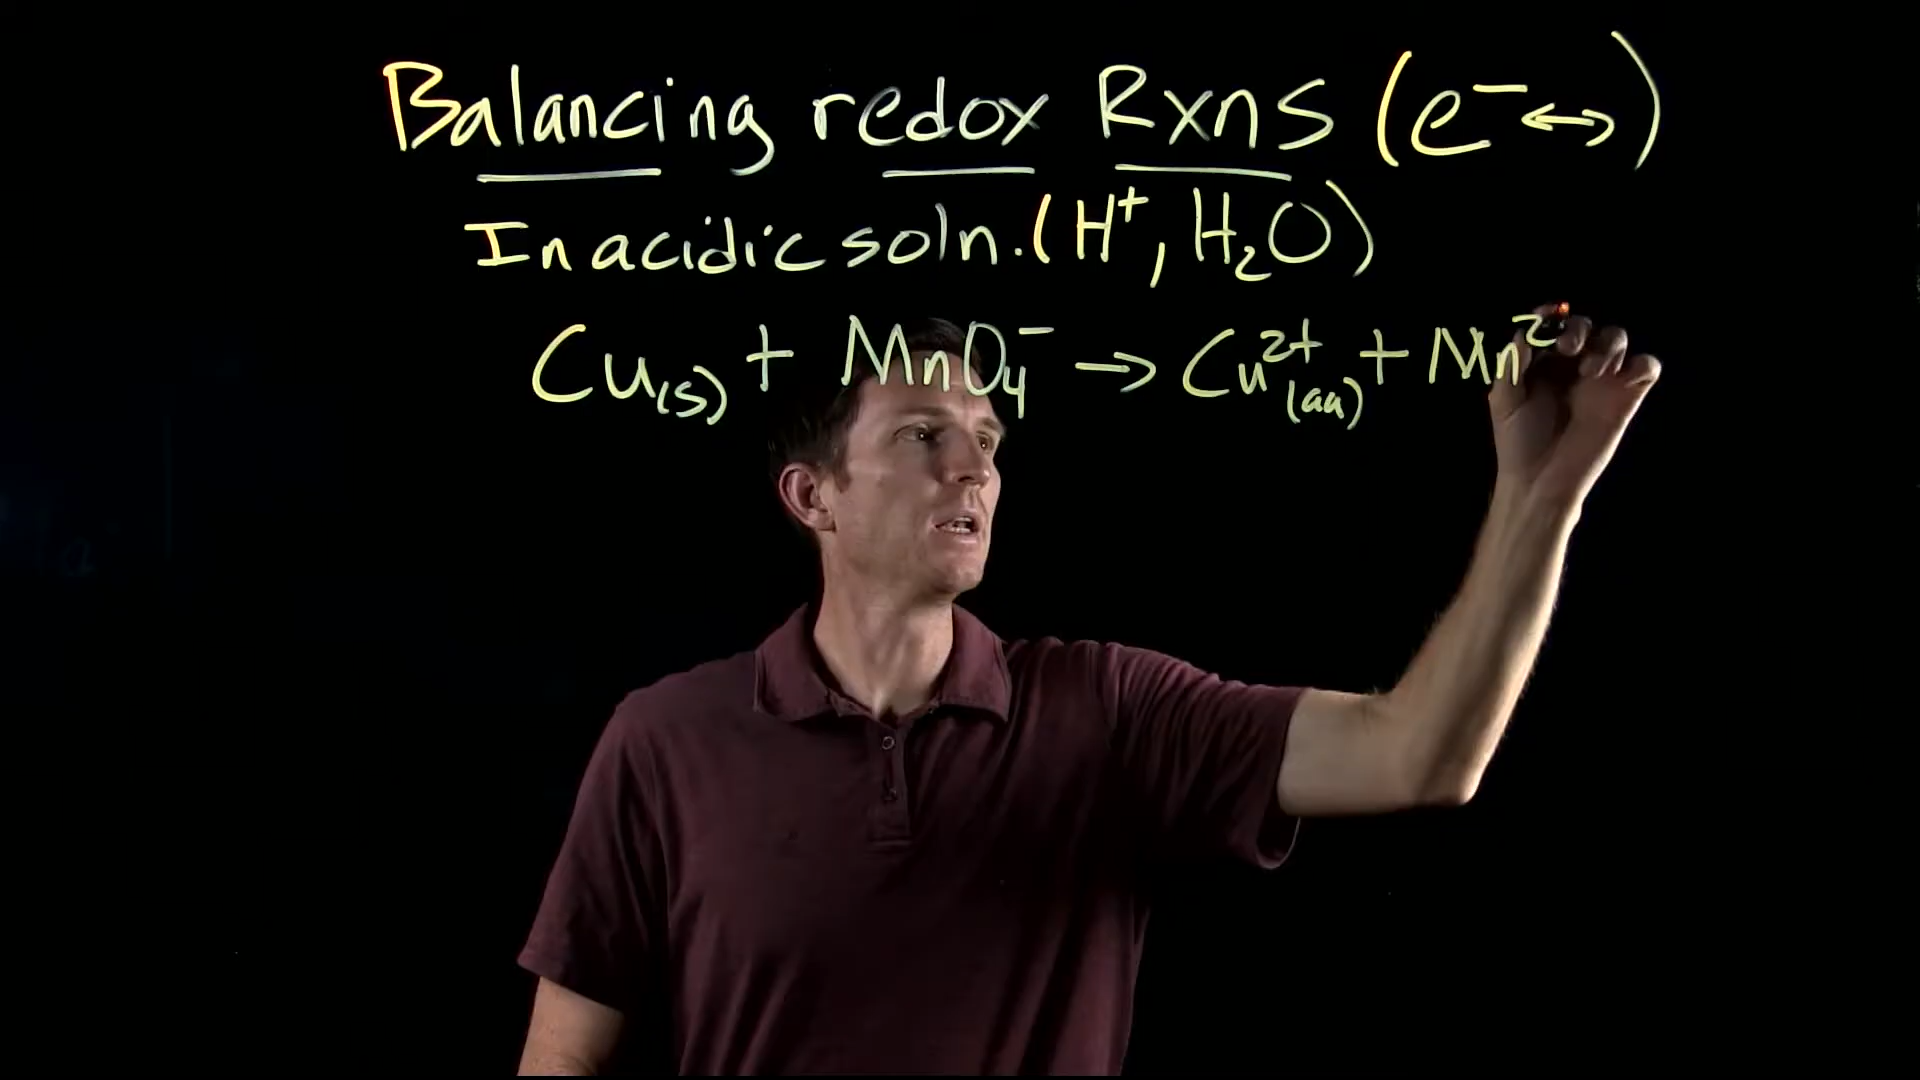 Balancing redox Rxns (e⁻↔)
In acidic soln. (H⁺, H₂O)
Cu(s) + MnO₄⁻ → Cu²⁺(aq) + Mn²